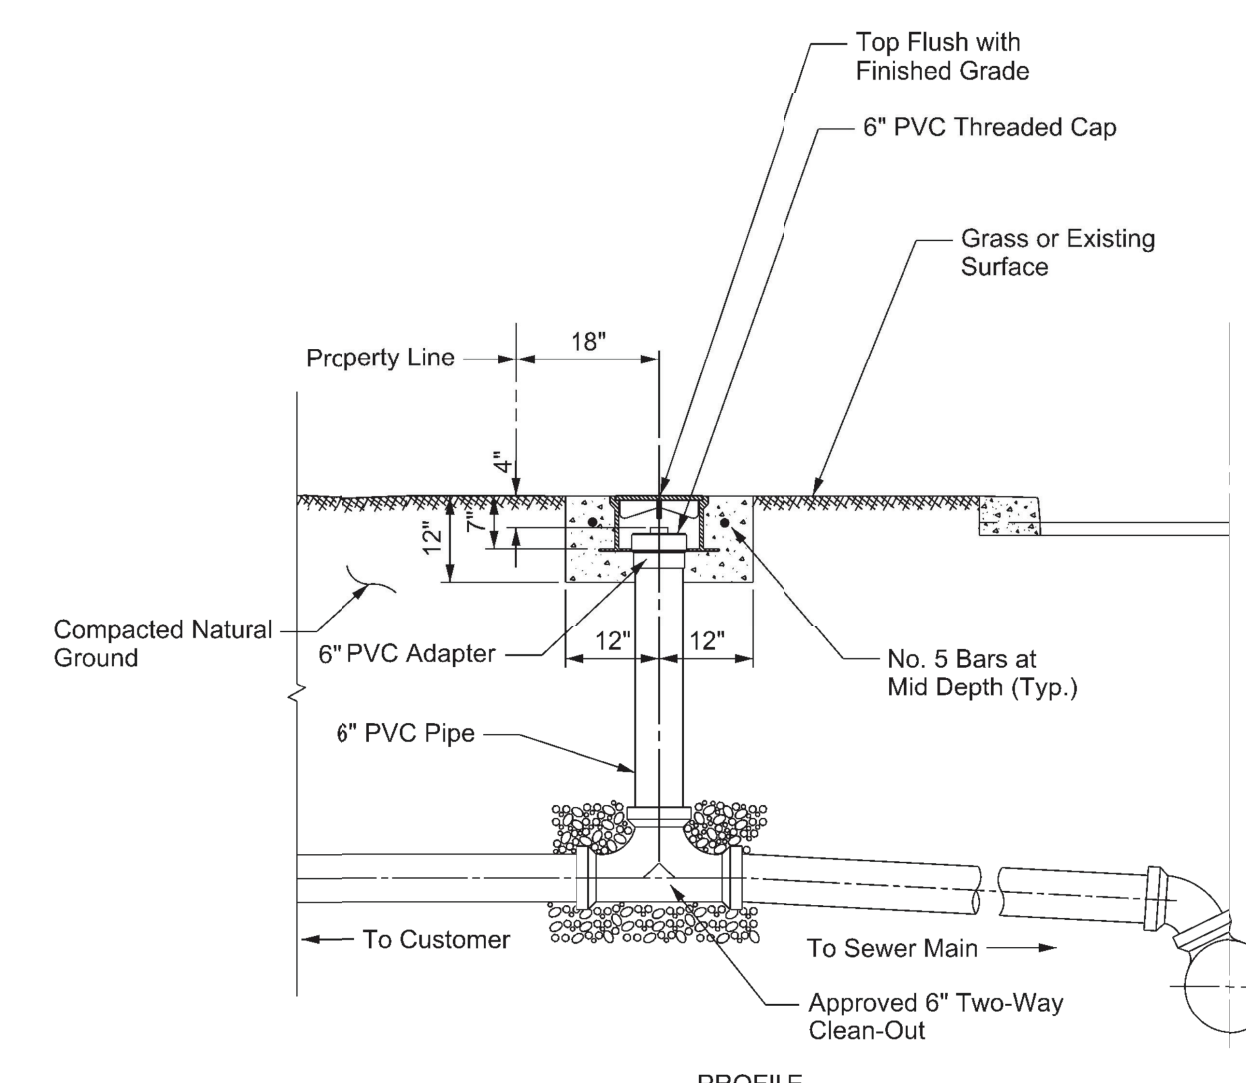 Top Flush with
Finished Grade
6" PVC Threaded Cap
Grass or Existing
Surface
18"
Property Line
4"
7"
12"
Compacted Natural
Ground
6" PVC Adapter
12"
12"
No. 5 Bars at
Mid Depth (Typ.)
6" PVC Pipe
To Customer
To Sewer Main
Approved 6" Two-Way
Clean-Out
PROFILE